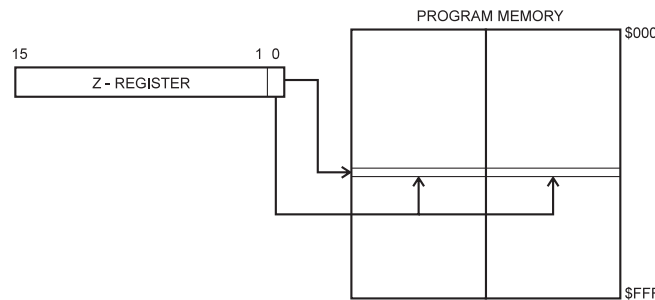 PROGRAM MEMORY
$000
15 1 0
Z - REGISTER
$FFF